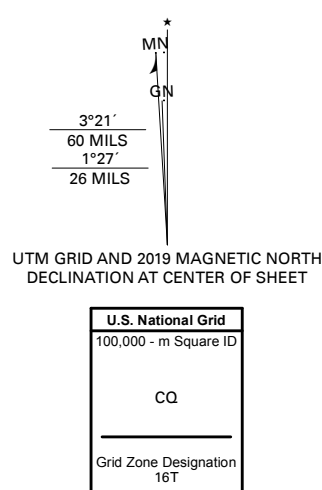 ★
MN
GN
3°21´
60 MILS
1°27´
26 MILS
UTM GRID AND 2019 MAGNETIC NORTH
DECLINATION AT CENTER OF SHEET
U.S. National Grid
100,000 - m Square ID
CQ
Grid Zone Designation
16T